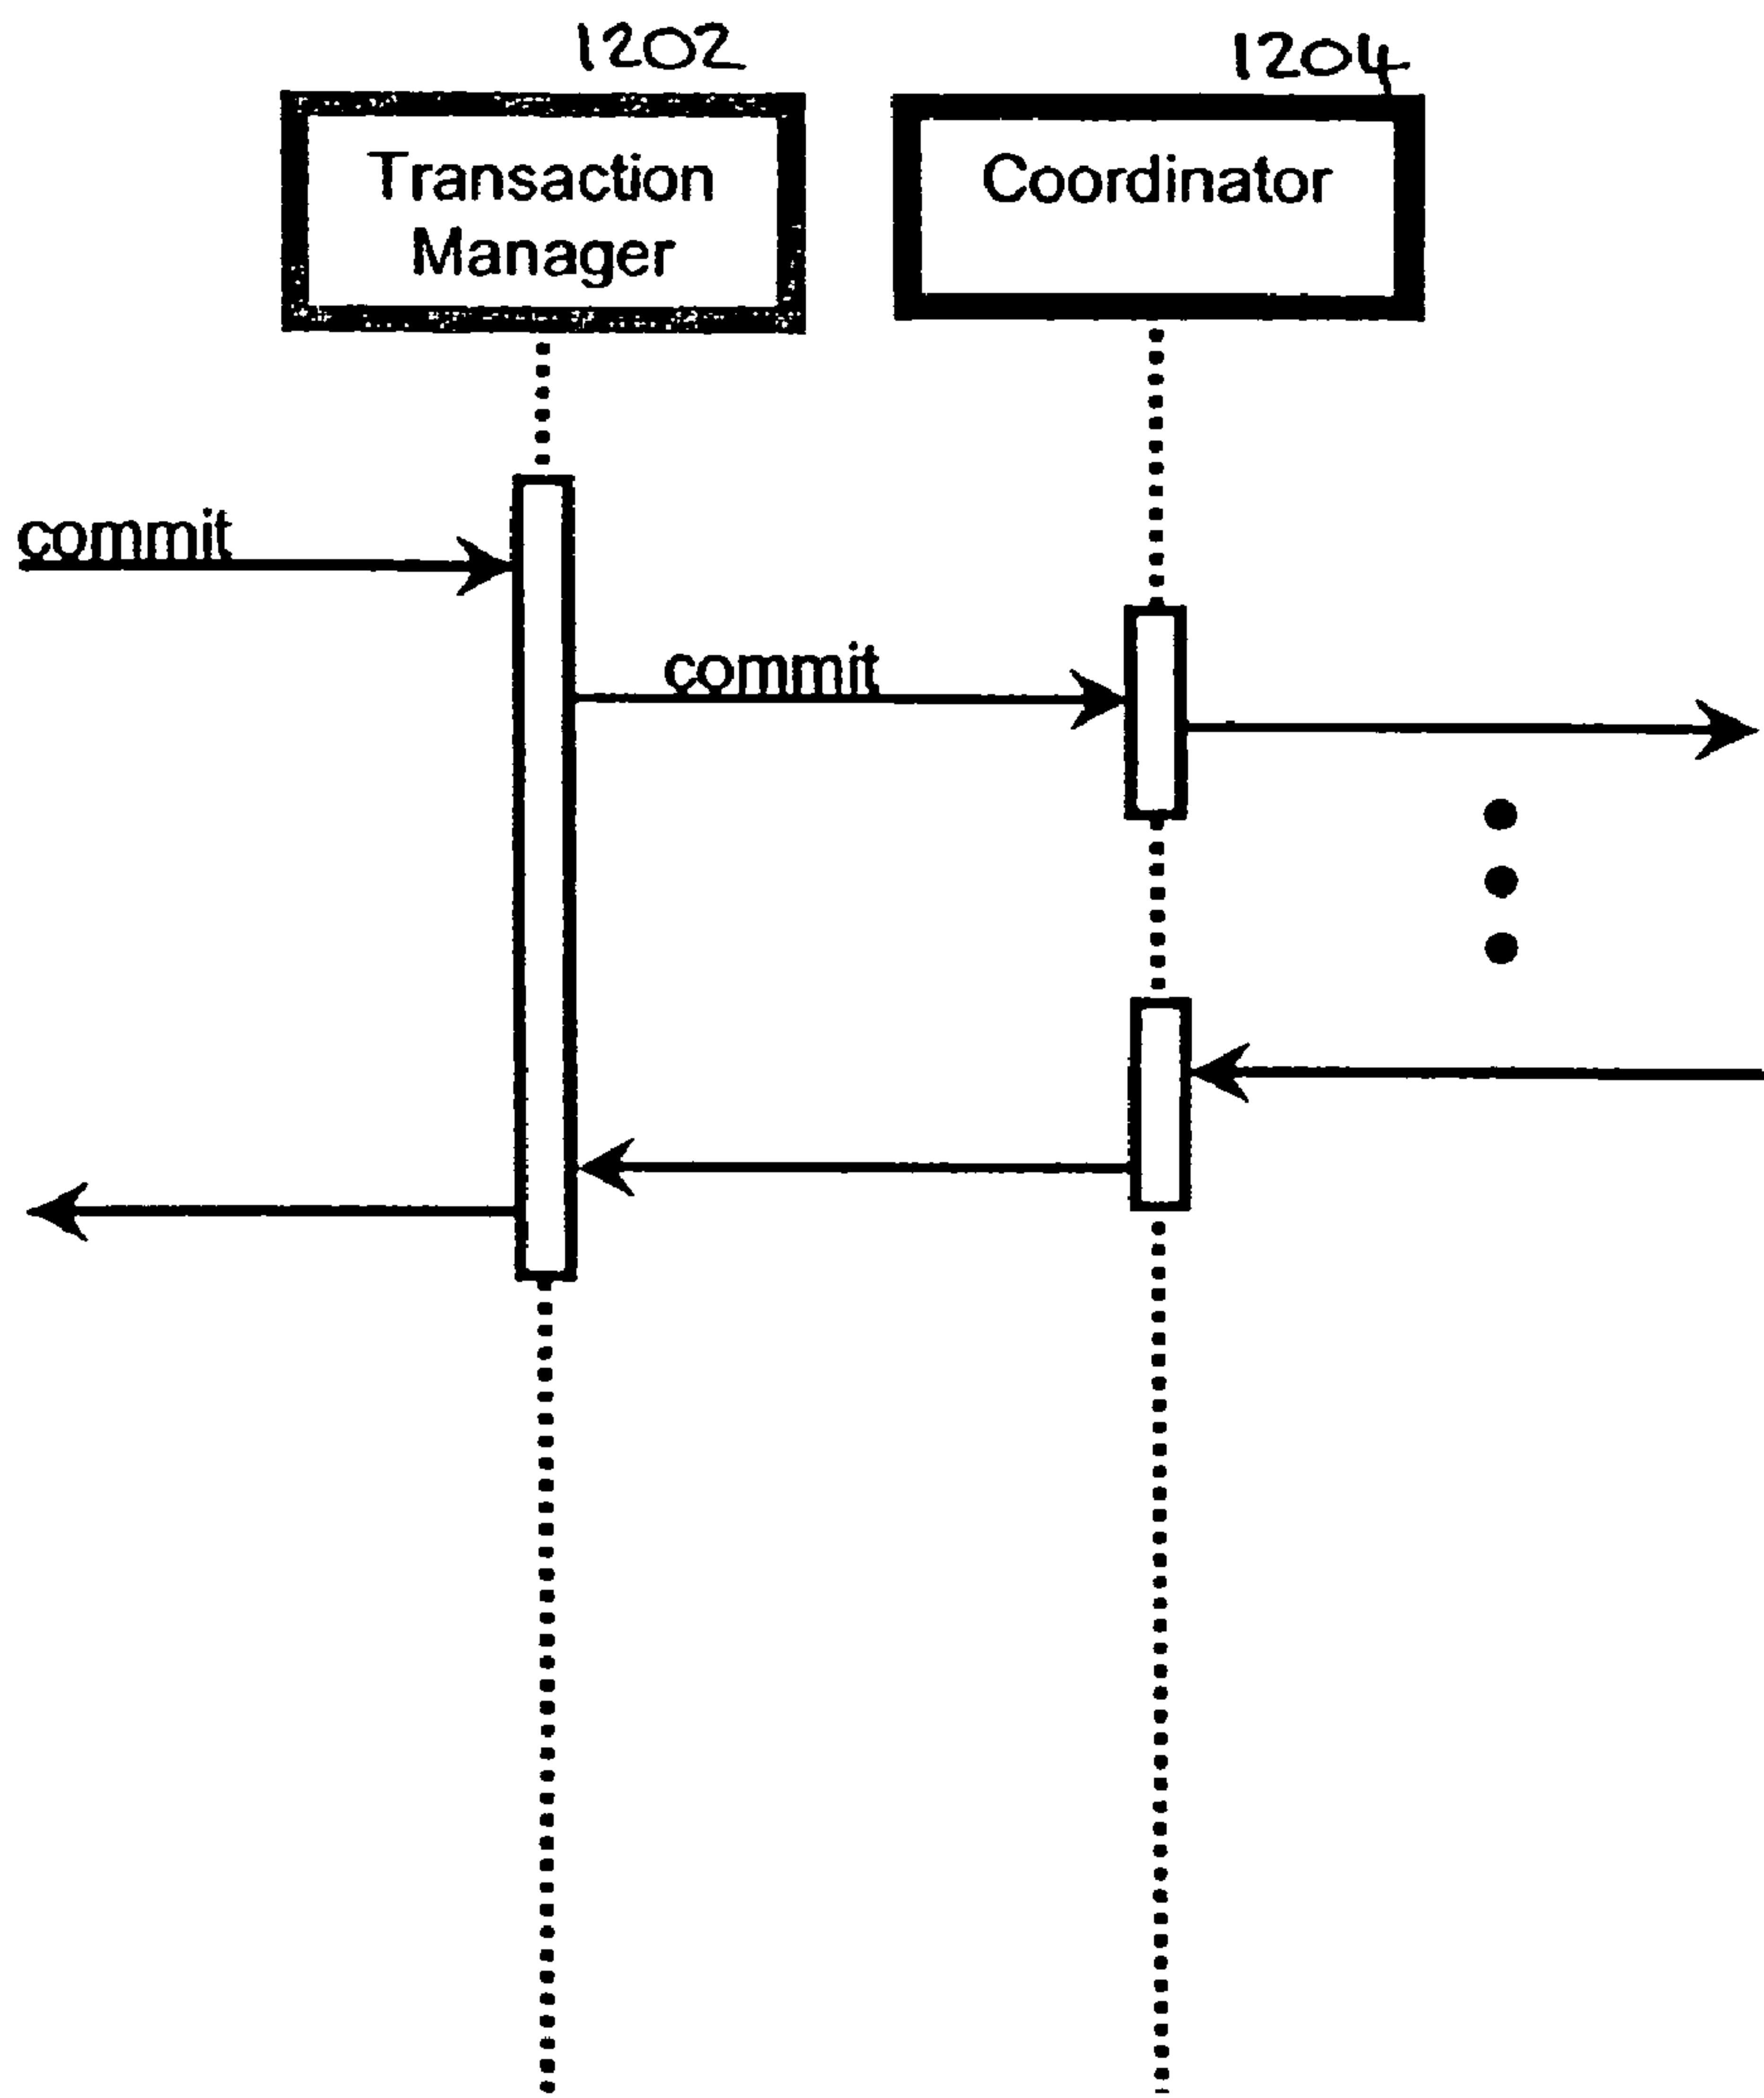 1202
1204
Transaction
Manager
Coordinator
commit
commit